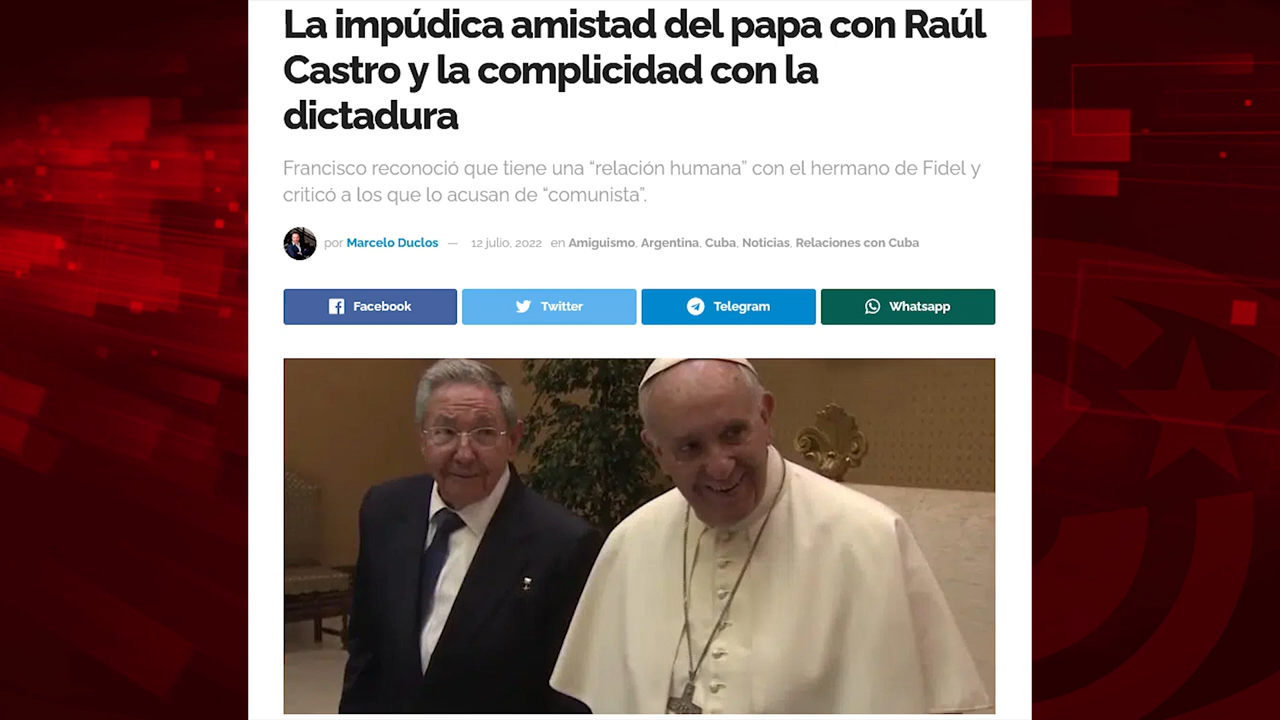 La impúdica amistad del papa con Raúl
Castro y la complicidad con la
dictadura
Francisco reconoció que tiene una “relación humana” con el hermano de Fidel y
criticó a los que lo acusan de “comunista”.
por Marcelo Duclos — 12 julio, 2022 en Amiguismo, Argentina, Cuba, Noticias, Relaciones con Cuba
Facebook Twitter Telegram Whatsapp